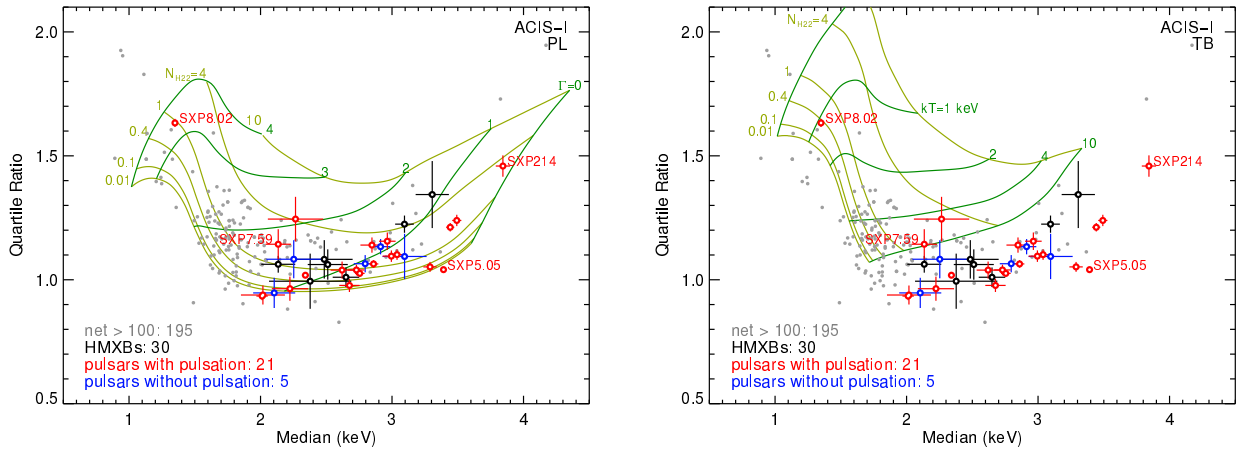 ACIS-I
PL
2.0
1.5
1.0
0.5
Quartile Ratio
N_H22=4
1
0.4
0.1
0.01
10
4
3
2
1
Γ=0
SXP8.02
SXP214
SXP7.59
SXP5.05
net > 100: 195
HMXBs: 30
pulsars with pulsation: 21
pulsars without pulsation: 5
1
2
3
4
Median (keV)
ACIS-I
TB
2.0
1.5
1.0
0.5
Quartile Ratio
N_H22=4
1
0.4
0.1
0.01
kT=1 keV
2
4
10
SXP8.02
SXP214
SXP7.59
SXP5.05
net > 100: 195
HMXBs: 30
pulsars with pulsation: 21
pulsars without pulsation: 5
1
2
3
4
Median (keV)